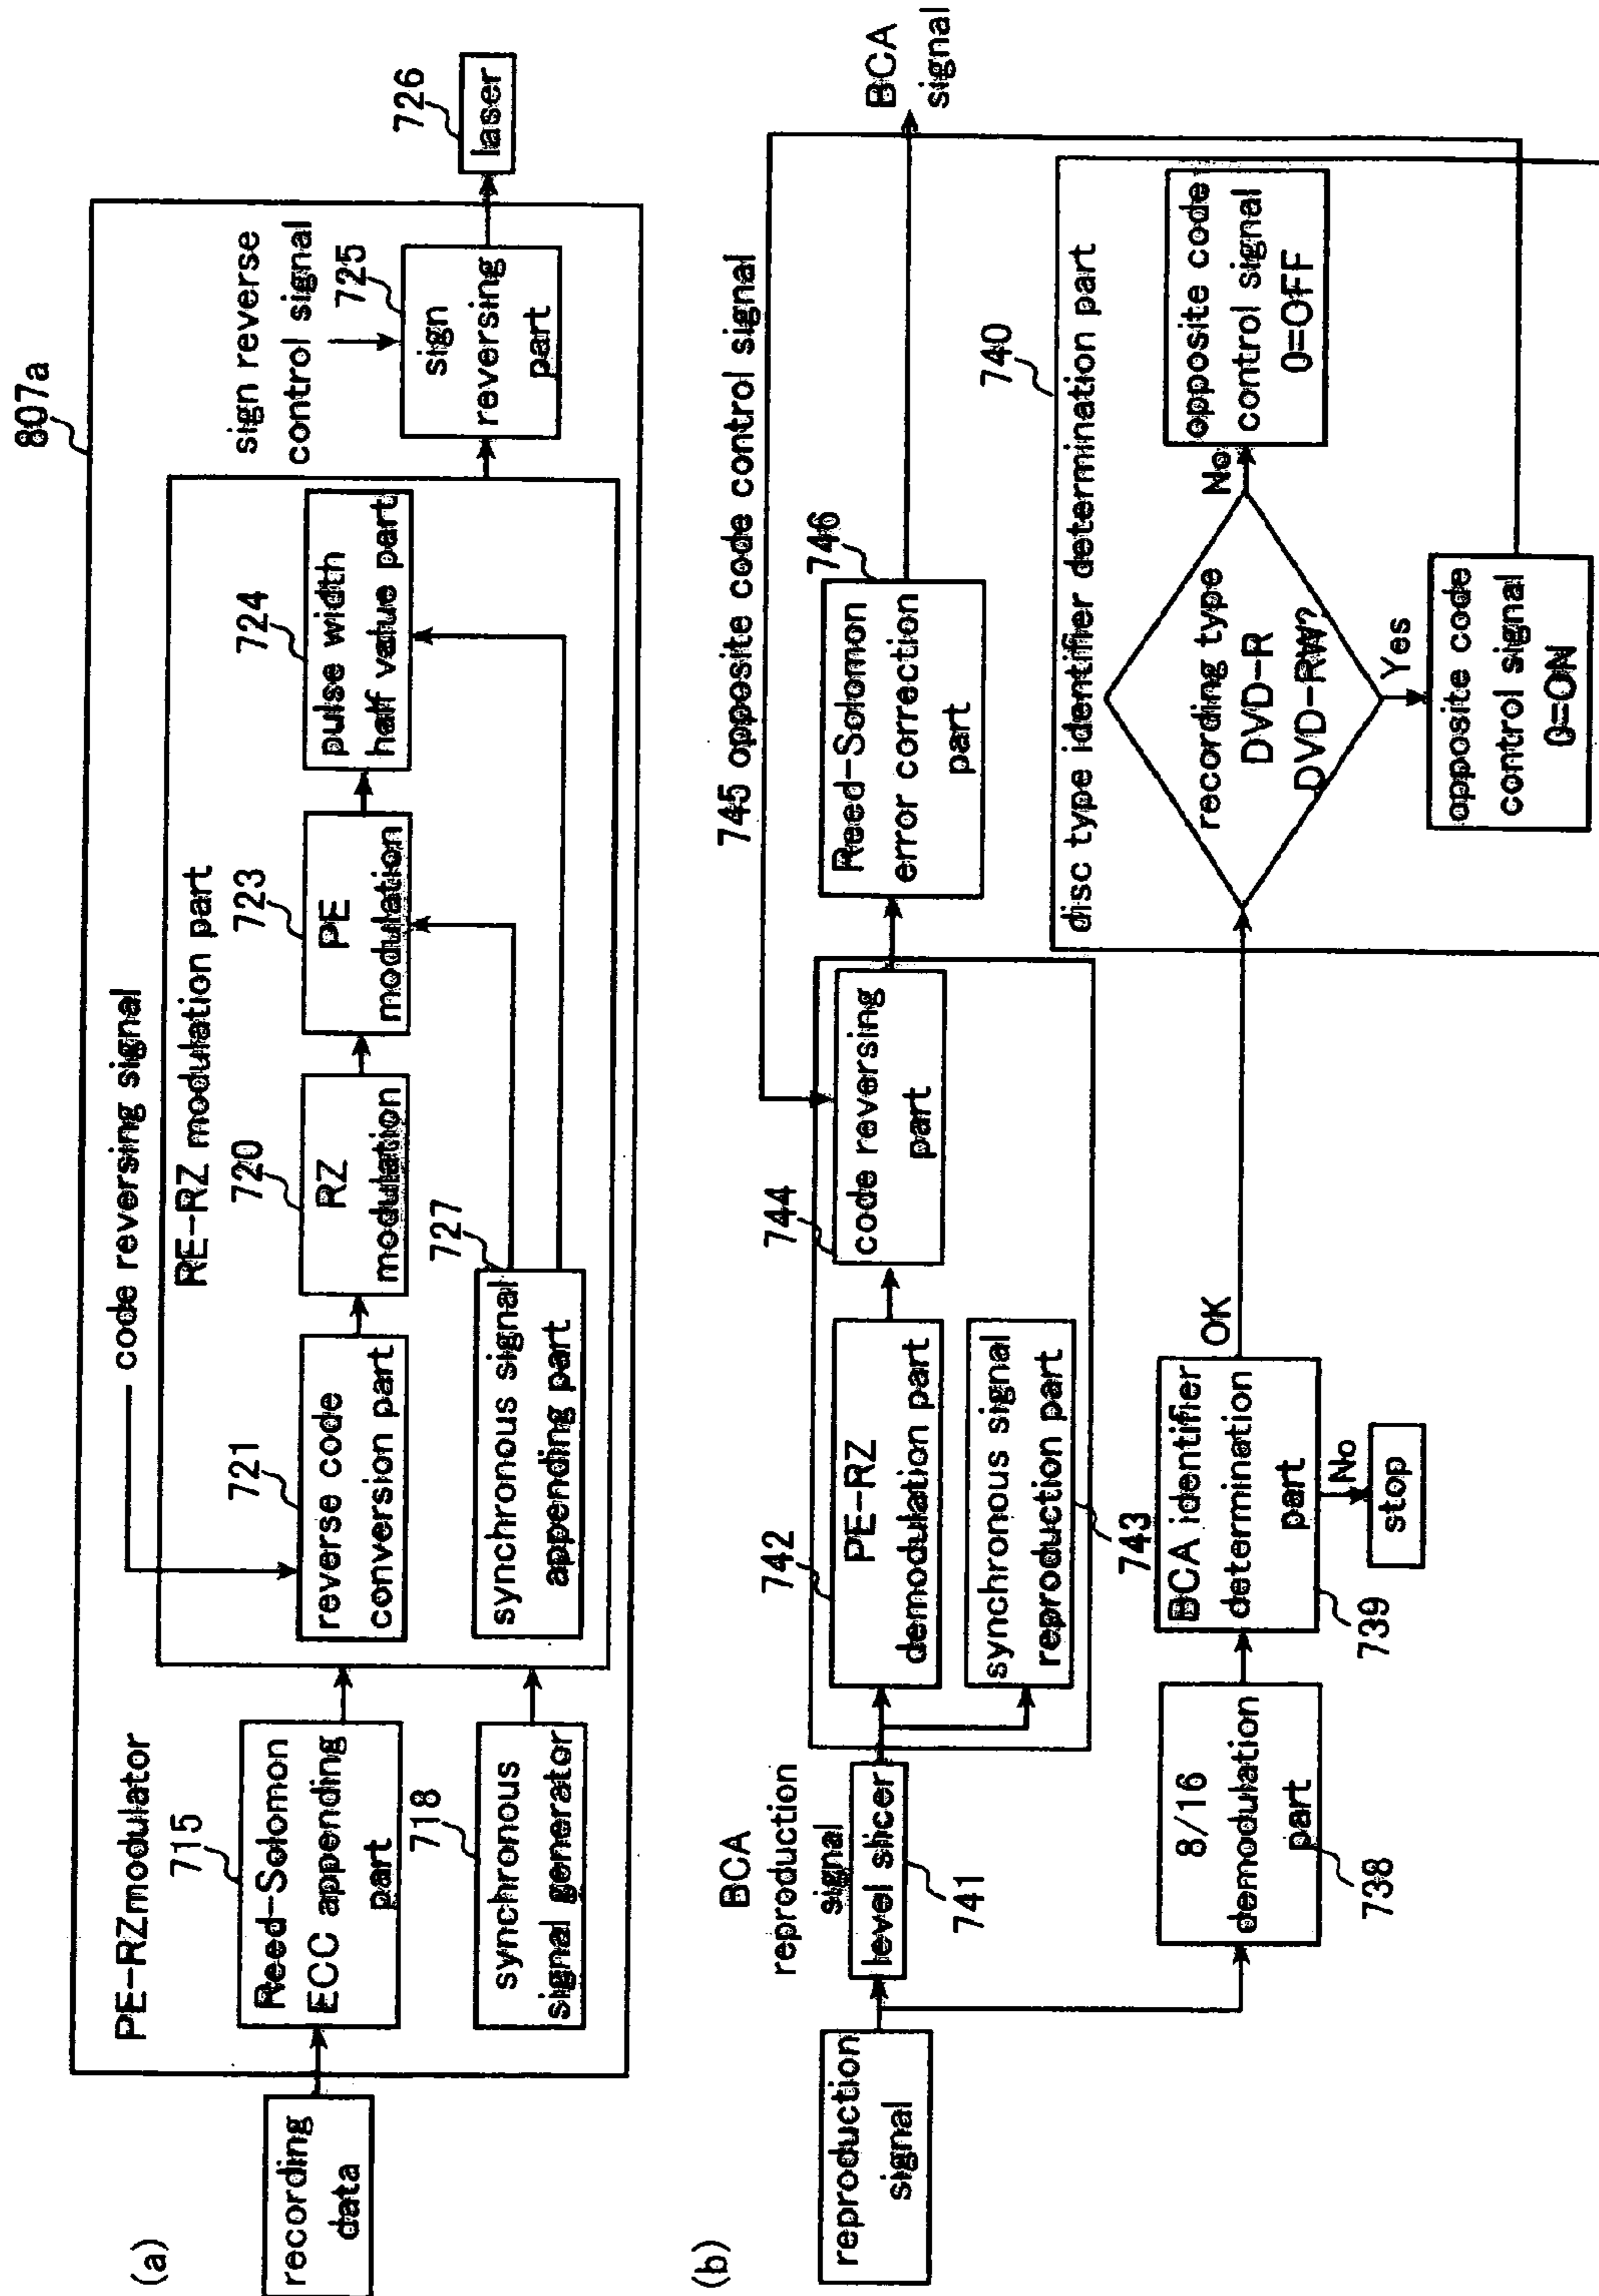 (a)
807a
PE-RZmodulator
code reversing signal
RE-RZ modulation part
recording
data
715
Reed-Solomon
ECC appending
part
718
synchronous
signal generator
721
reverse code
conversion part
720
RZ
modulation
723
PE
modulation
724
pulse width
half value part
727
synchronous signal
appending part
sign reverse
control signal
725
sign
reversing
part
726
laser
(b)
reproduction
signal
BCA
reproduction
signal
level slicer
741
742
PE-RZ
demodulation part
synchronous signal
reproduction part
743
744
code reversing
part
745 opposite code control signal
746
Reed-Solomon
error correction
part
BCA
signal
8/16
demodulation
part
738
BCA identifier
determination
part
739
OK
No
stop
740
disc type identifier determination part
recording type
DVD-R
DVD-RW?
No
opposite code
control signal
0=OFF
Yes
opposite code
control signal
0=ON